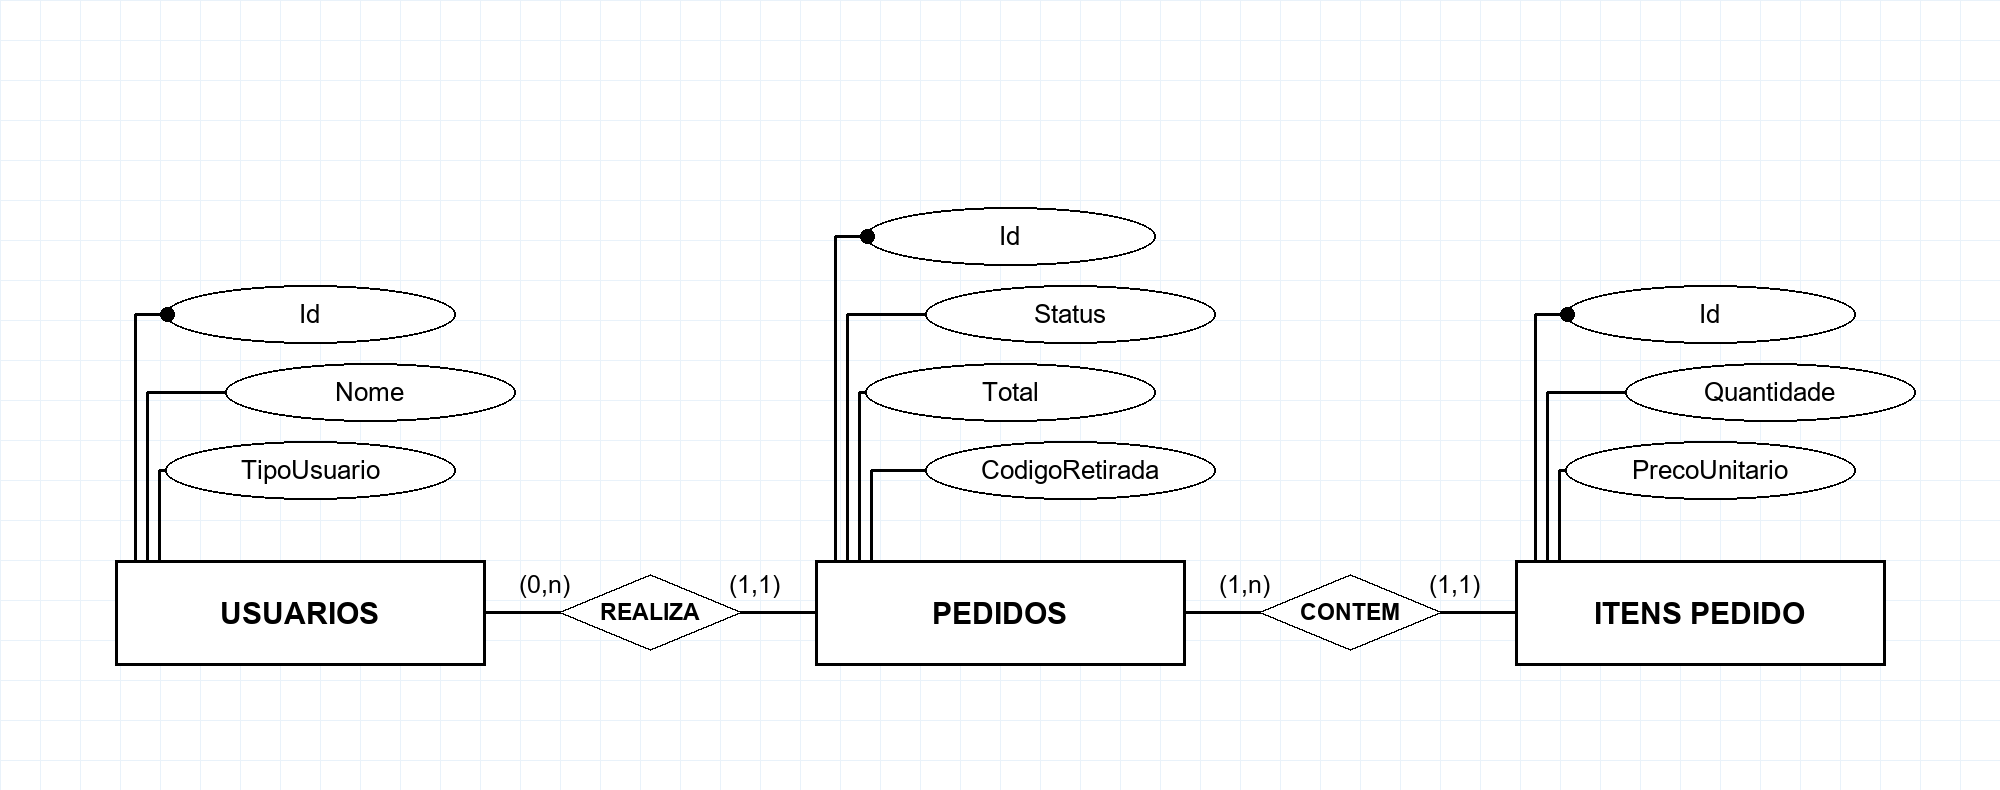 Id
Id
Status
Id
Nome
Total
Quantidade
TipoUsuario
CodigoRetirada
PrecoUnitario
(0,n)
(1,1)
(1,n)
(1,1)
USUARIOS
REALIZA
PEDIDOS
CONTEM
ITENS PEDIDO